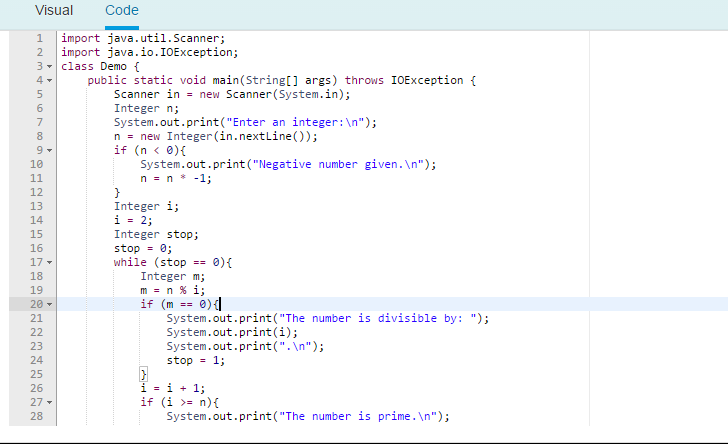 Visual Code
1 import java.util.Scanner;
2 import java.io.IOException;
3 class Demo {
4 public static void main(String[] args) throws IOException {
5 Scanner in = new Scanner(System.in);
6 Integer n;
7 System.out.print("Enter an integer:\n");
8 n = new Integer(in.nextLine());
9 if (n < 0){
10 System.out.print("Negative number given.\n");
11 n = n * -1;
12 }
13 Integer i;
14 i = 2;
15 Integer stop;
16 stop = 0;
17 while (stop == 0){
18 Integer m;
19 m = n % i;
20 if (m == 0){
21 System.out.print("The number is divisible by: ");
22 System.out.print(i);
23 System.out.print(".\n");
24 stop = 1;
25 }
26 i = i + 1;
27 if (i >= n){
28 System.out.print("The number is prime.\n");